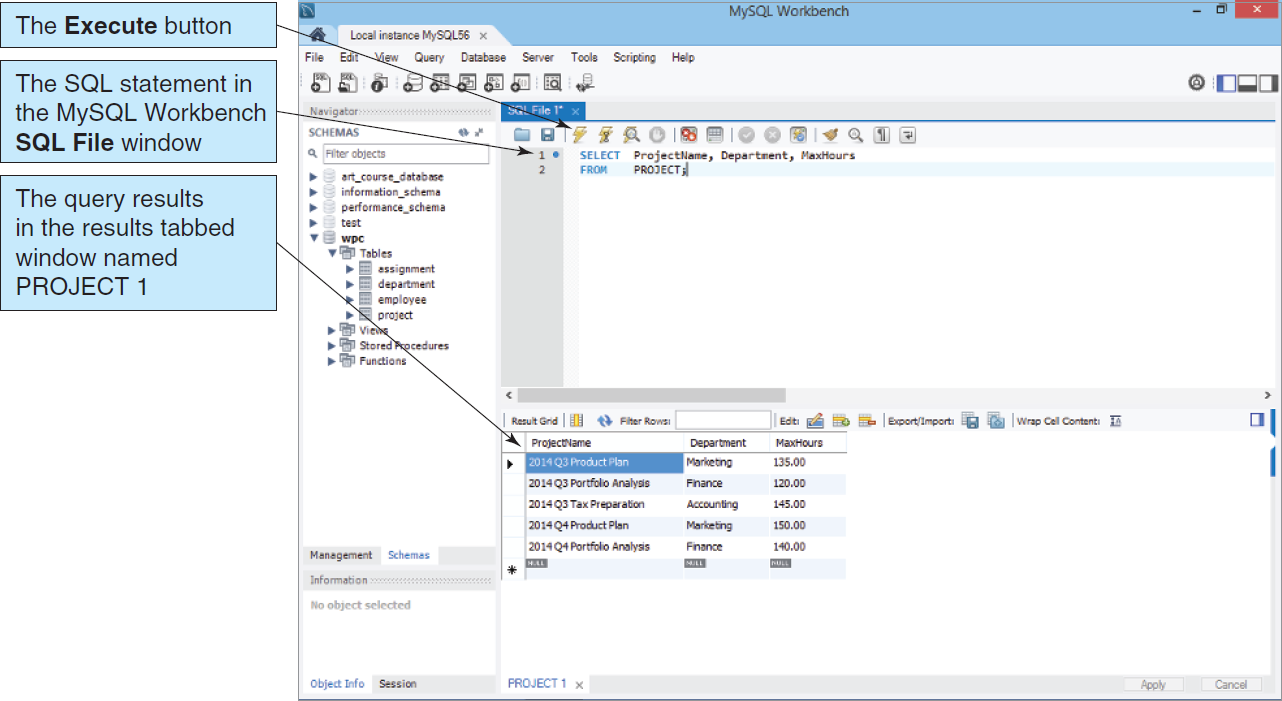 The Execute button
The SQL statement in
the MySQL Workbench
SQL File window
The query results
in the results tabbed
window named
PROJECT 1
MySQL Workbench
Local instance MySQL56
File Edit View Query Database Server Tools Scripting Help
Navigator
SCHEMAS
Filter objects
art_course_database
information_schema
performance_schema
test
wpc
Tables
assignment
department
employee
project
Views
Stored Procedures
Functions
Management Schemas
Information
No object selected
Object Info Session
SQL File 1*
1 SELECT ProjectName, Department, MaxHours
2 FROM PROJECT;
Result Grid Filter Rows: Edit: Export/Import: Wrap Cell Content:
ProjectName Department MaxHours
2014 Q3 Product Plan Marketing 135.00
2014 Q3 Portfolio Analysis Finance 120.00
2014 Q3 Tax Preparation Accounting 145.00
2014 Q4 Product Plan Marketing 150.00
2014 Q4 Portfolio Analysis Finance 140.00
NULL NULL NULL
PROJECT 1
Apply Cancel